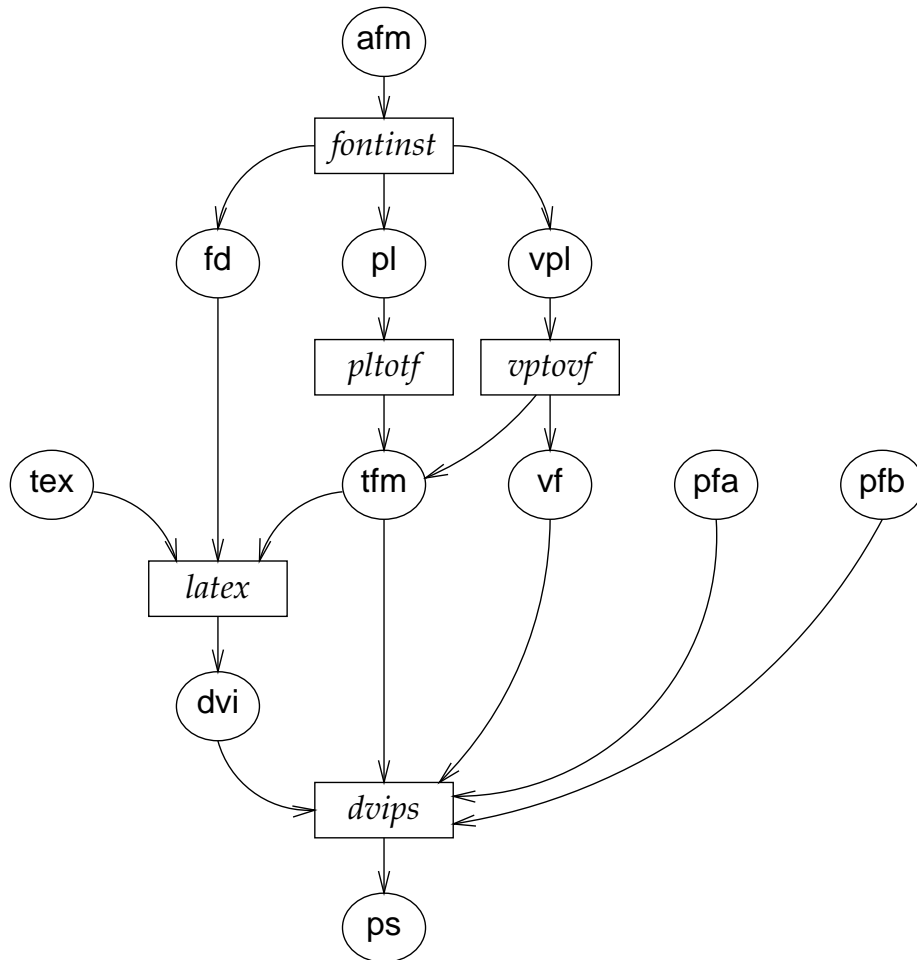 afm
fontinst
fd
pl
vpl
pltotf
vptovf
tex
tfm
vf
pfa
pfb
latex
dvi
dvips
ps